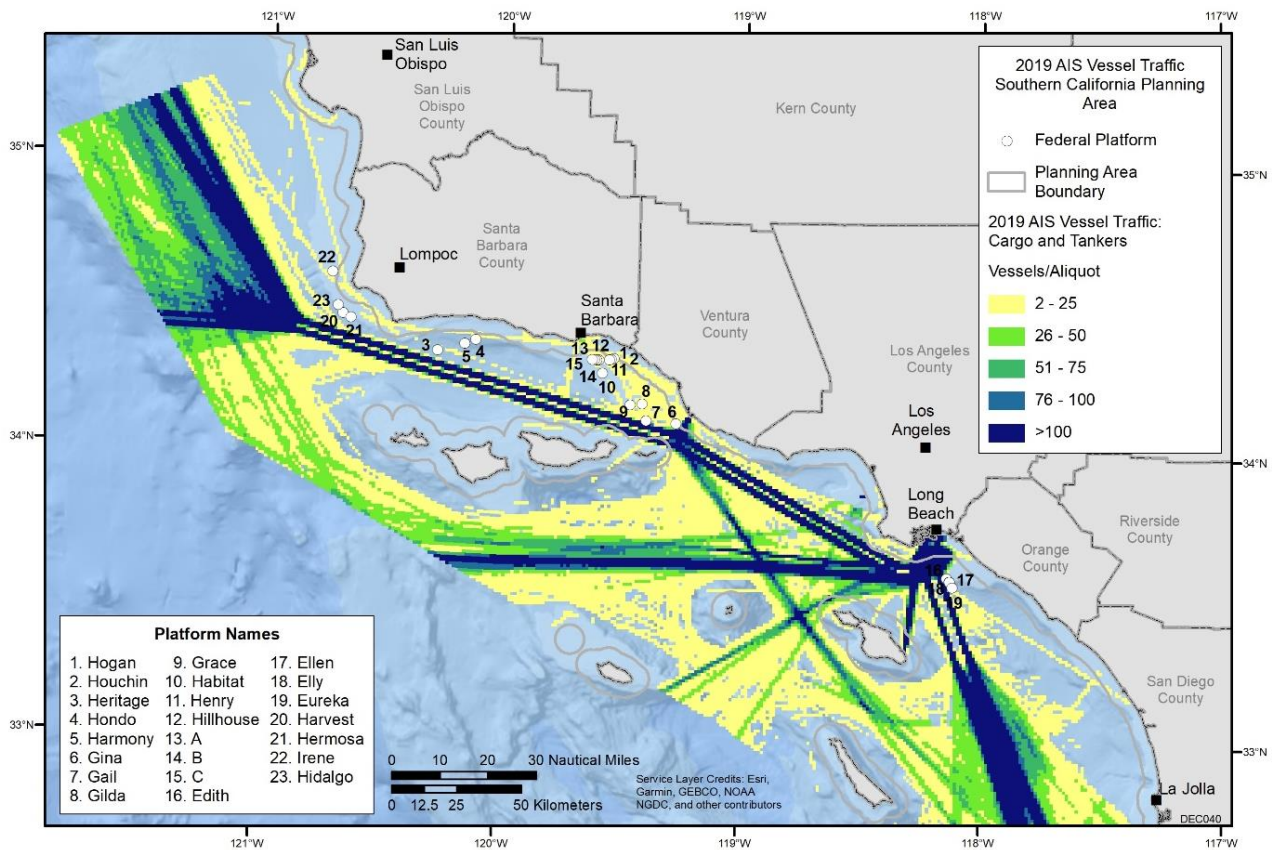 121°W 120°W 119°W 118°W 117°W
San Luis
Obispo
San Luis
Obispo
County
Kern County
2019 AIS Vessel Traffic
Southern California Planning
Area
Federal Platform
Planning Area
Boundary
2019 AIS Vessel Traffic:
Cargo and Tankers
Vessels/Aliquot
2 - 25
26 - 50
51 - 75
76 - 100
>100
35°N
35°N
Santa
Barbara
County
Lompoc
22
23
20
21
3
5
4
Santa
Barbara
13 12 1 2
15 11
14
10
8
9 7 6
Ventura
County
Los Angeles
County
Los
Angeles
34°N
34°N
Long
Beach
Riverside
County
Orange
County
16 17
18
19
San Diego
County
La Jolla
33°N
33°N
Platform Names
1. Hogan 9. Grace 17. Ellen
2. Houchin 10. Habitat 18. Elly
3. Heritage 11. Henry 19. Eureka
4. Hondo 12. Hillhouse 20. Harvest
5. Harmony 13. A 21. Hermosa
6. Gina 14. B 22. Irene
7. Gail 15. C 23. Hidalgo
8. Gilda 16. Edith
0 10 20 30 Nautical Miles
0 12.5 25 50 Kilometers
Service Layer Credits: Esri,
Garmin, GEBCO, NOAA
NGDC, and other contributors
DEC040
121°W 120°W 119°W 118°W 117°W